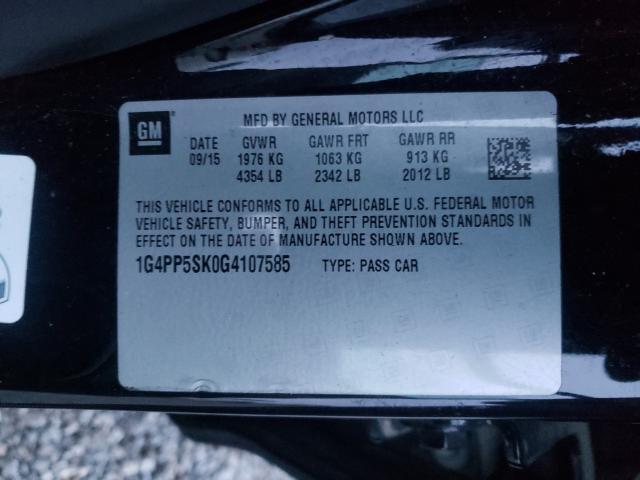 GM
MFD BY GENERAL MOTORS LLC
DATE GVWR GAWR FRT GAWR RR
09/15 1976 KG 1063 KG 913 KG
4354 LB 2342 LB 2012 LB
THIS VEHICLE CONFORMS TO ALL APPLICABLE U.S. FEDERAL MOTOR
VEHICLE SAFETY, BUMPER, AND THEFT PREVENTION STANDARDS IN
EFFECT ON THE DATE OF MANUFACTURE SHOWN ABOVE.
1G4PP5SK0G4107585 TYPE: PASS CAR